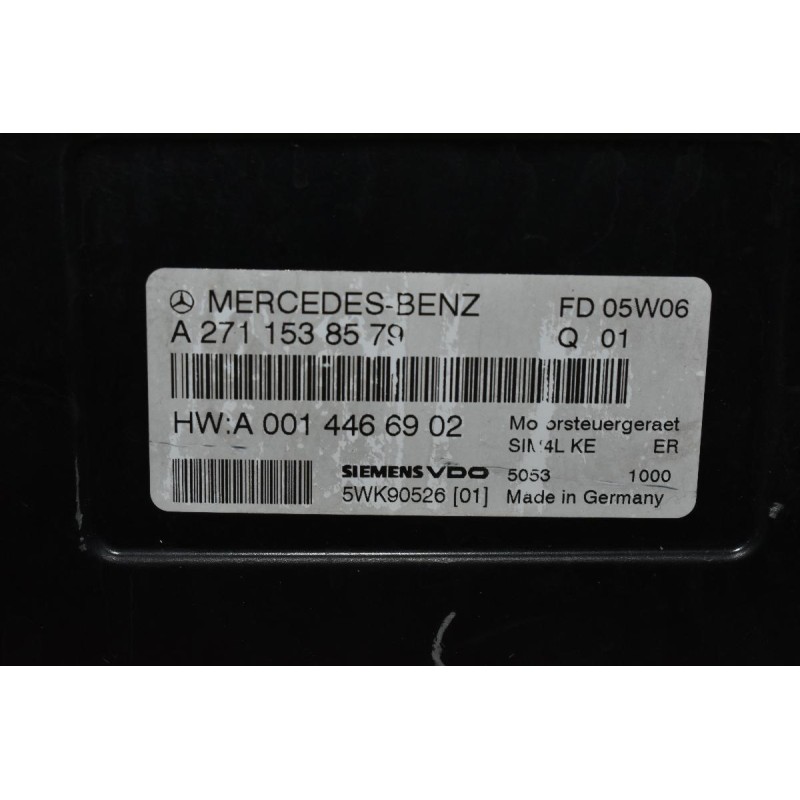 MERCEDES-BENZ FD 05W06
A 271 153 85 79 Q 01
HW:A 001 446 69 02 Motorsteuergeraet
SIM4L KE ER
SIEMENS VDO 5053 1000
5WK90526 [01] Made in Germany